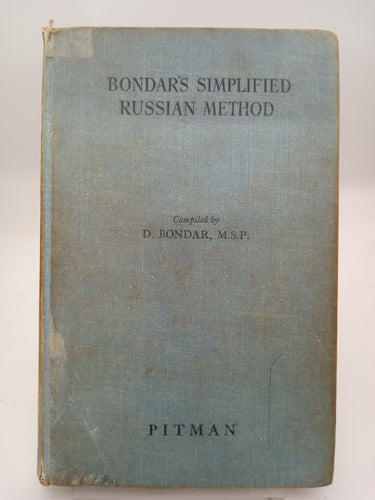 BONDAR'S SIMPLIFIED
RUSSIAN METHOD
Compiled by
D. BONDAR, M.S.P.
PITMAN